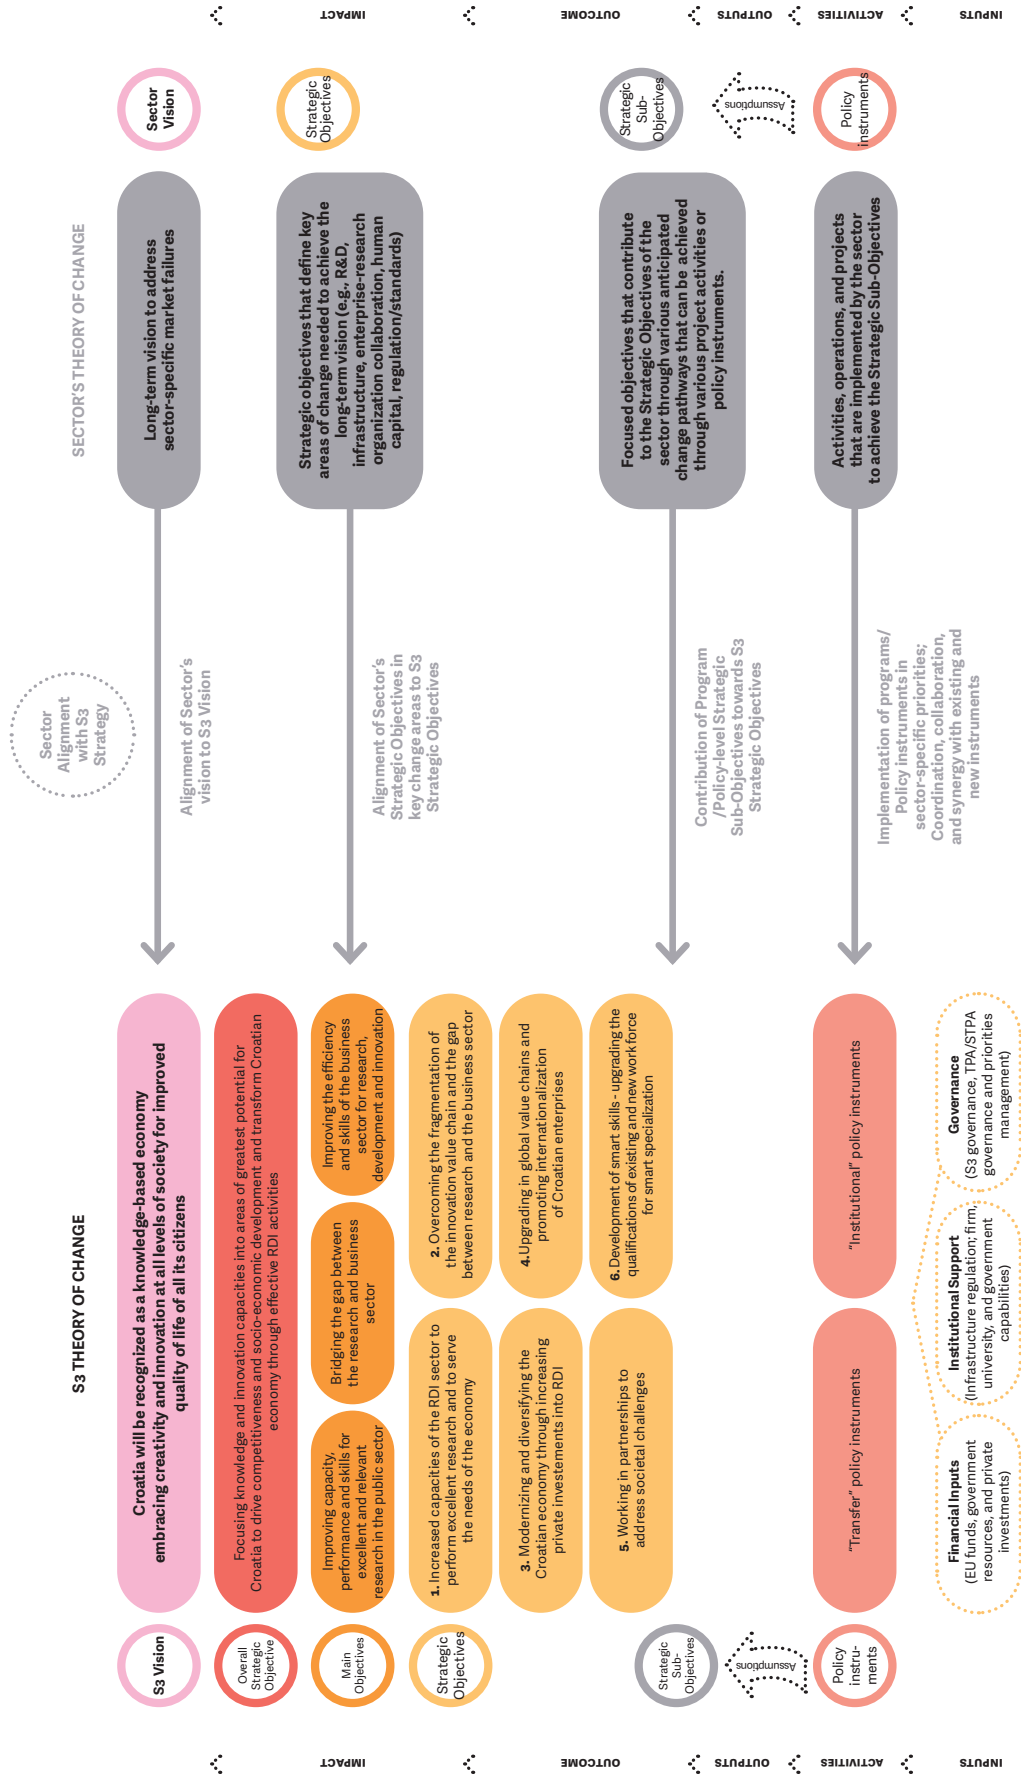 S3 THEORY OF CHANGE
Sector
Alignment
with S3
Strategy
SECTOR'S THEORY OF CHANGE
S3 Vision
Croatia will be recognized as a knowledge-based economy
embracing creativity and innovation at all levels of society for improved
quality of life of all its citizens
Alignment of Sector's
vision to S3 Vision
Long-term vision to address
sector-specific market failures
Sector
Vision
Overall
Strategic
Objective
Focusing knowledge and innovation capacities into areas of greatest potential for
Croatia to drive competitiveness and socio-economic development and transform Croatian
economy through effective RDI activities
IMPACT
Main
Objectives
Improving capacity,
performance and skills for
excellent and relevant
research in the public sector
Bridging the gap between
the research and business
sector
Improving the efficiency
and skills of the business
sector for research,
development and innovation
Alignment of Sector's
Strategic Objectives in
key change areas to S3
Strategic Objectives
Strategic objectives that define key
areas of change needed to achieve the
long-term vision (e.g., R&D,
infrastructure, enterprise-research
organization collaboration, human
capital, regulation/standards)
Strategic
Objectives
IMPACT
Strategic
Objectives
1. Increased capacities of the RDI sector to
perform excellent research and to serve
the needs of the economy
2. Overcoming the fragmentation of
the innovation value chain and the gap
between research and the business sector
3. Modernizing and diversifying the
Croatian economy through increasing
private investements into RDI
4.Upgrading in global value chains and
promoting internationalization
of Croatian enterprises
OUTCOME
5. Working in partnerships to
address societal challenges
6. Development of smart skills - upgrading the
qualifications of existing and new workforce
for smart specialization
Contribution of Program
/Policy-level Strategic
Sub-Objectives towards S3
Strategic Objectives
Focused objectives that contribute
to the Strategic Objectives of the
sector through various anticipated
change pathways that can be achieved
through various project activities or
policy instruments.
Strategic
Sub-
Objectives
OUTCOME
Strategic
Sub-
Objectives
OUTPUTS
Assumptions
Assumptions
OUTPUTS
ACTIVITIES
Policy
instru-
ments
"Transfer" policy instruments
"Institutional" policy instruments
Implementation of programs/
Policy instruments in
sector-specific priorities;
Coordination, collaboration,
and synergy with existing and
new instruments
Activities, operations, and projects
that are implemented by the sector
to achieve the Strategic Sub-Objectives
Policy
instruments
ACTIVITIES
INPUTS
Financial Inputs
(EU funds, government
resources, and private
investments)
Institutional Support
(Infrastructure regulation; firm,
university, and government
capabilities)
Governance
(S3 governance, TPA/STPA
governance and priorities
management)
INPUTS